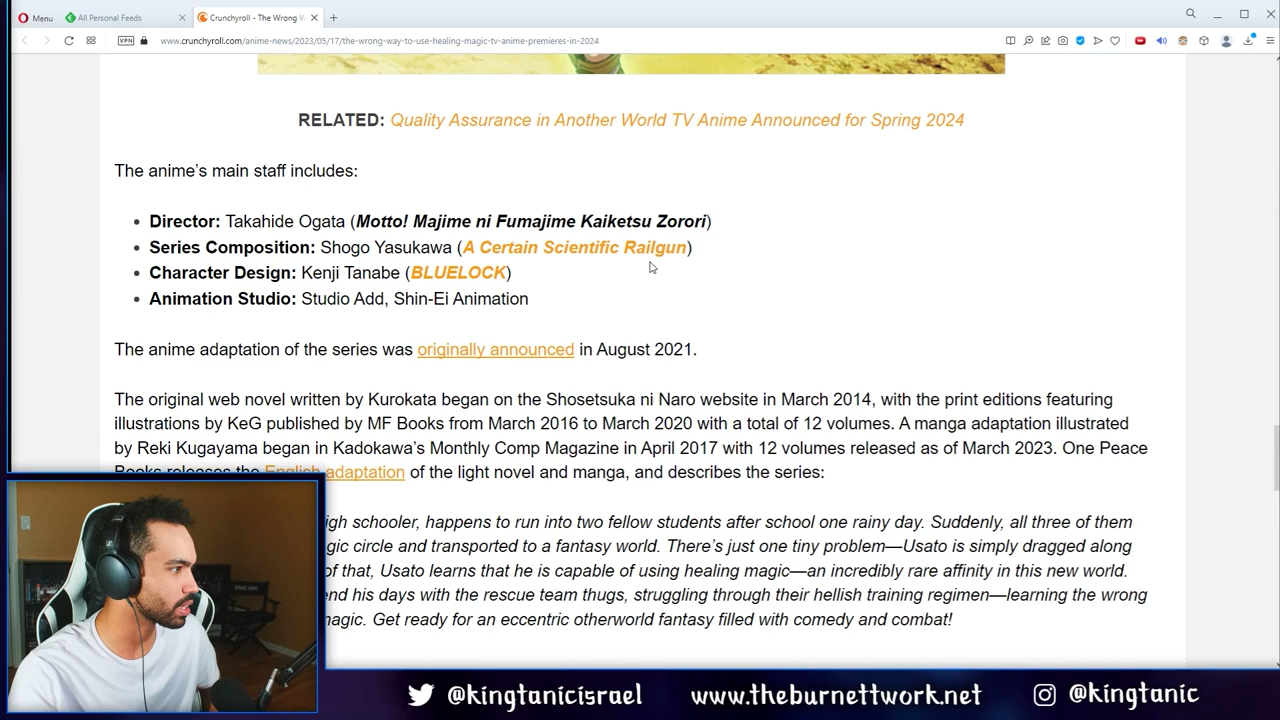 Menu
All Personal Feeds
Crunchyroll - The Wrong W
VPN
www.crunchyroll.com/anime-news/2023/05/17/the-wrong-way-to-use-healing-magic-tv-anime-premieres-in-2024
RELATED: Quality Assurance in Another World TV Anime Announced for Spring 2024
The anime’s main staff includes:
• Director: Takahide Ogata (Motto! Majime ni Fumajime Kaiketsu Zorori)
• Series Composition: Shogo Yasukawa (A Certain Scientific Railgun)
• Character Design: Kenji Tanabe (BLUELOCK)
• Animation Studio: Studio Add, Shin-Ei Animation
The anime adaptation of the series was originally announced in August 2021.
The original web novel written by Kurokata began on the Shosetsuka ni Naro website in March 2014, with the print editions featuring
illustrations by KeG published by MF Books from March 2016 to March 2020 with a total of 12 volumes. A manga adaptation illustrated
by Reki Kugayama began in Kadokawa’s Monthly Comp Magazine in April 2017 with 12 volumes released as of March 2023. One Peace
Books releases the English adaptation of the light novel and manga, and describes the series:
igh schooler, happens to run into two fellow students after school one rainy day. Suddenly, all three of them
gic circle and transported to a fantasy world. There’s just one tiny problem—Usato is simply dragged along
of that, Usato learns that he is capable of using healing magic—an incredibly rare affinity in this new world.
end his days with the rescue team thugs, struggling through their hellish training regimen—learning the wrong
magic. Get ready for an eccentric otherworld fantasy filled with comedy and combat!
@kingtanicisrael
www.theburnettwork.net
@kingtanic